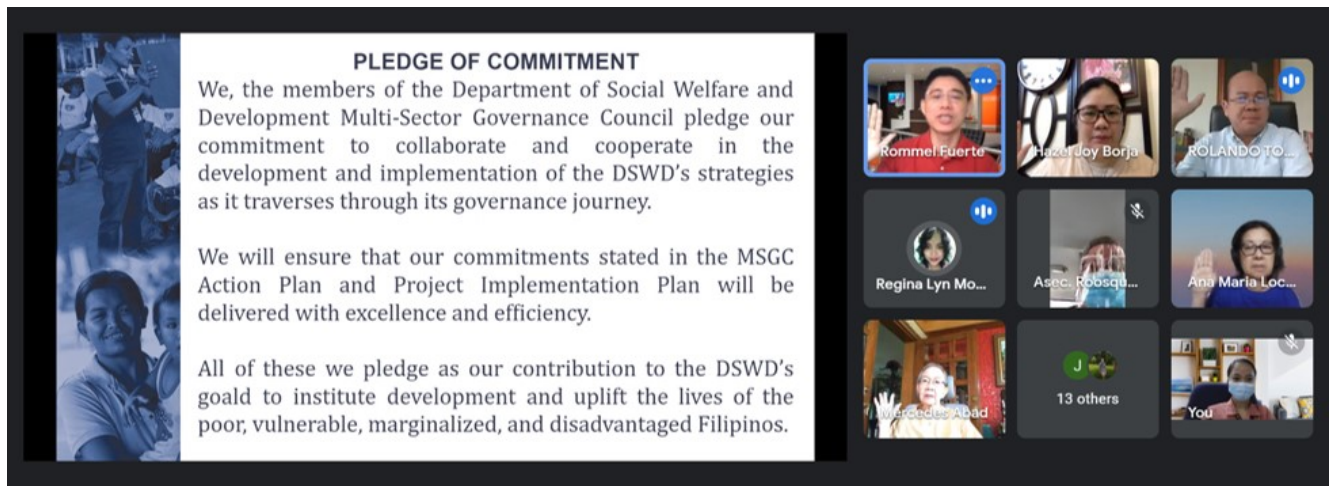 PLEDGE OF COMMITMENT
We, the members of the Department of Social Welfare and
Development Multi-Sector Governance Council pledge our
commitment to collaborate and cooperate in the
development and implementation of the DSWD’s strategies
as it traverses through its governance journey.
We will ensure that our commitments stated in the MSGC
Action Plan and Project Implementation Plan will be
delivered with excellence and efficiency.
All of these we pledge as our contribution to the DSWD’s
goald to institute development and uplift the lives of the
poor, vulnerable, marginalized, and disadvantaged Filipinos.
Rommel Fuerte
Hazel Joy Borja
ROLANDO TO...
Regina Lyn Mo...
Asec. Robsqu...
Ana Maria Loc...
Mercedes Abad
J
13 others
You